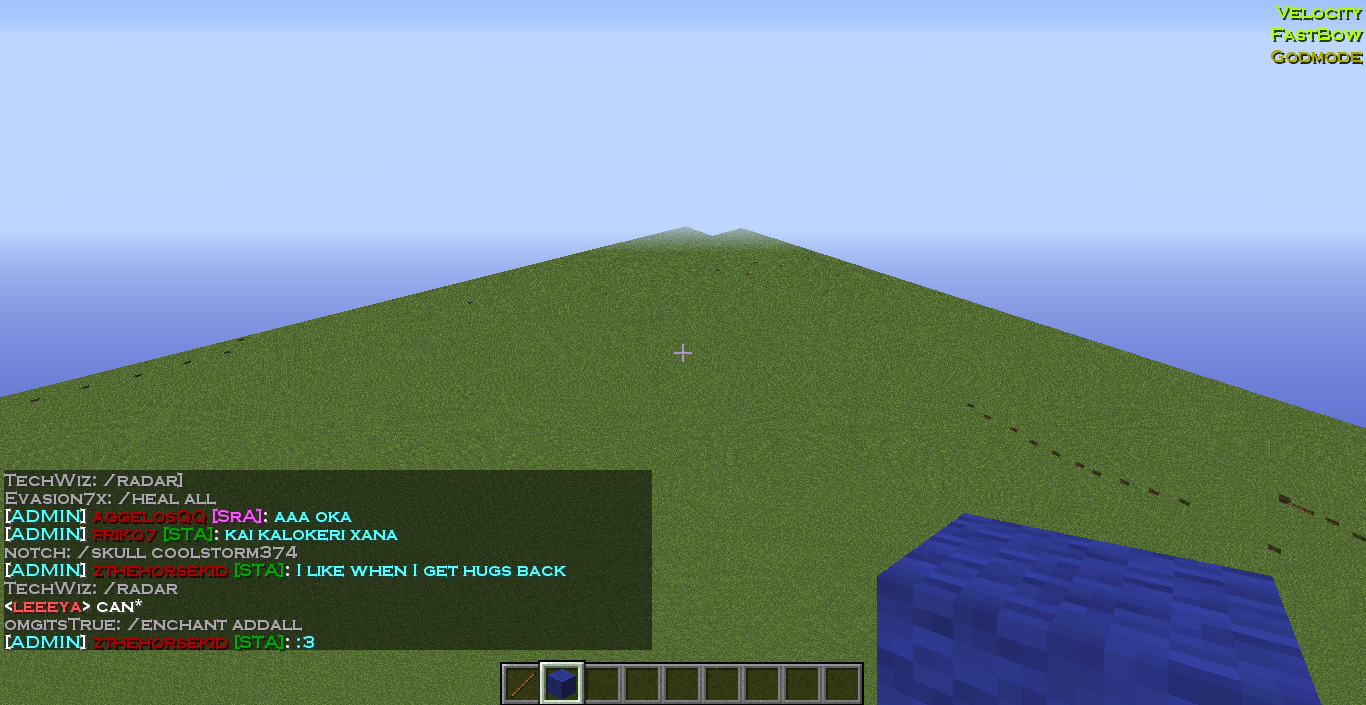 Velocity
FastBow
Godmode
TechWiz: /radar]
Evasion7x: /heal all
[ADMIN] aggelosQQ [SrA]: aaa oka
[ADMIN] friko7 [STA]: kai kalokeri xana
notch: /skull coolstorm374
[ADMIN] zthehorsekid [STA]: I like when I get hugs back
TechWiz: /radar
<leeeya> can*
omgitsTrue: /enchant addall
[ADMIN] zthehorsekid [STA]: :3